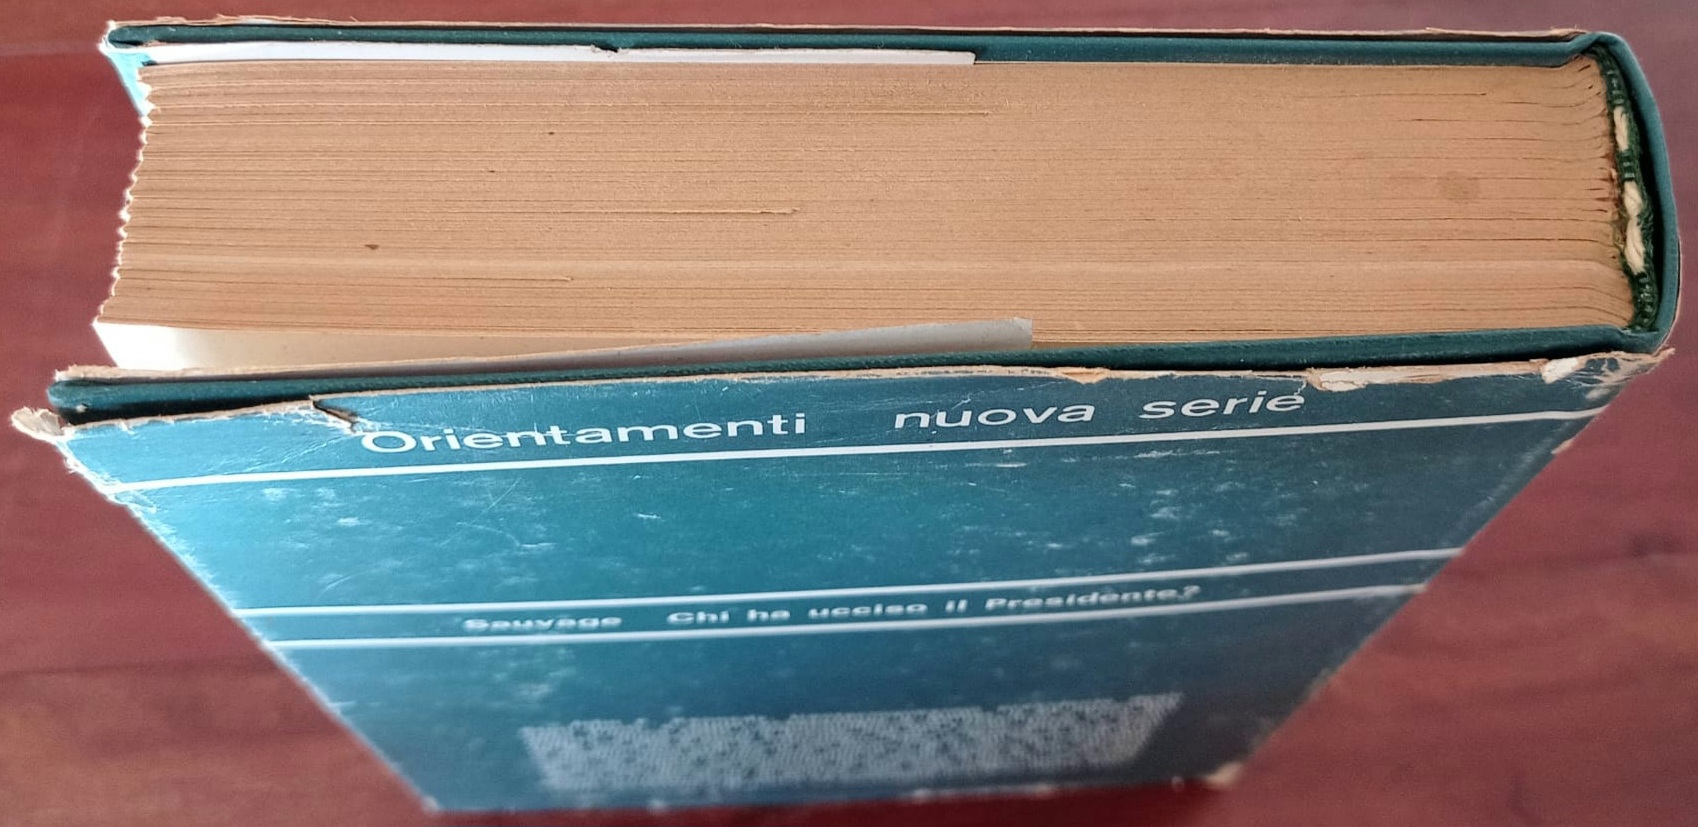 Orientamenti nuova serie
Sauvage Chi ha ucciso il Presidente?